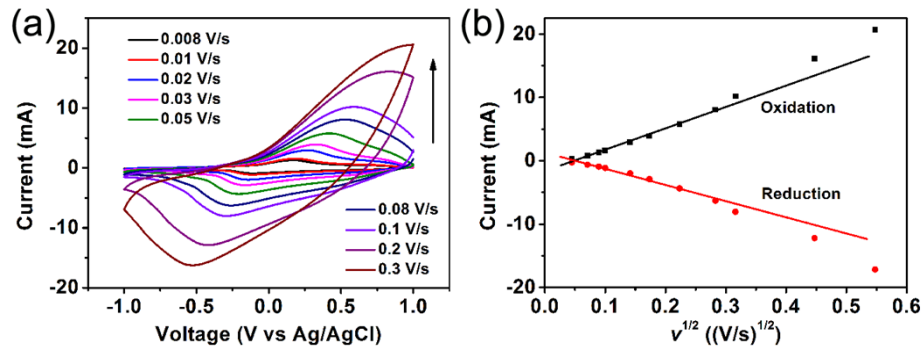 (a)
0.008 V/s
0.01 V/s
0.02 V/s
0.03 V/s
0.05 V/s
0.08 V/s
0.1 V/s
0.2 V/s
0.3 V/s
Current (mA)
20
10
0
-10
-20
-1.0 -0.5 0.0 0.5 1.0
Voltage (V vs Ag/AgCl)
(b)
Oxidation
Reduction
Current (mA)
20
10
0
-10
-20
0.0 0.1 0.2 0.3 0.4 0.5 0.6
v1/2 ((V/s)1/2)